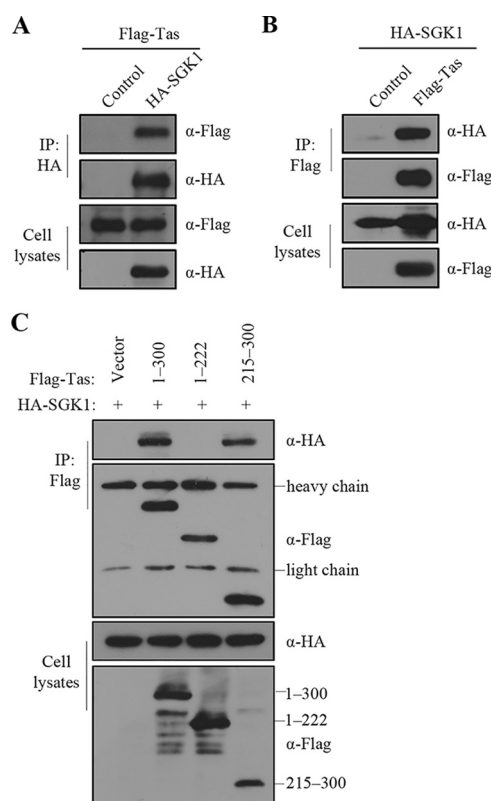 A
Flag-Tas
Control
HA-SGK1
IP:
HA
α-Flag
α-HA
Cell
lysates
α-Flag
α-HA
B
HA-SGK1
Control
Flag-Tas
IP:
Flag
α-HA
α-Flag
Cell
lysates
α-HA
α-Flag
C
Flag-Tas: Vector 1–300 1–222 215–300
HA-SGK1: + + + +
IP:
Flag
α-HA
heavy chain
α-Flag
light chain
Cell
lysates
α-HA
1–300
1–222
α-Flag
215–300